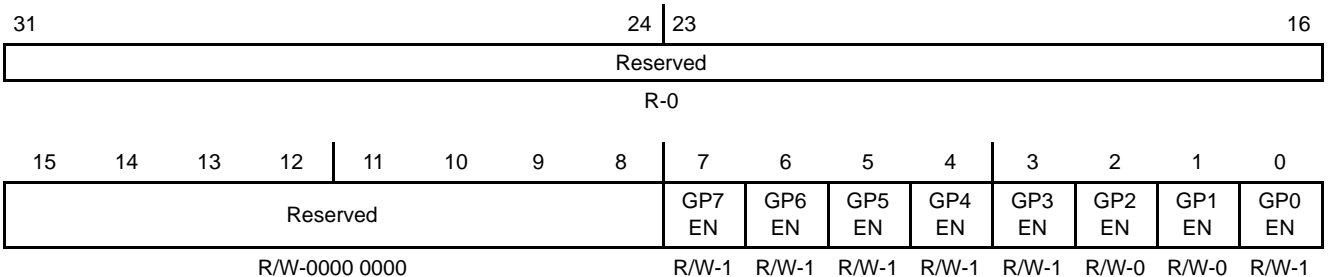 31 24 23 16
Reserved
R-0
15 14 13 12 11 10 9 8 7 6 5 4 3 2 1 0
Reserved GP7 EN GP6 EN GP5 EN GP4 EN GP3 EN GP2 EN GP1 EN GP0 EN
R/W-0000 0000 R/W-1 R/W-1 R/W-1 R/W-1 R/W-1 R/W-0 R/W-0 R/W-1